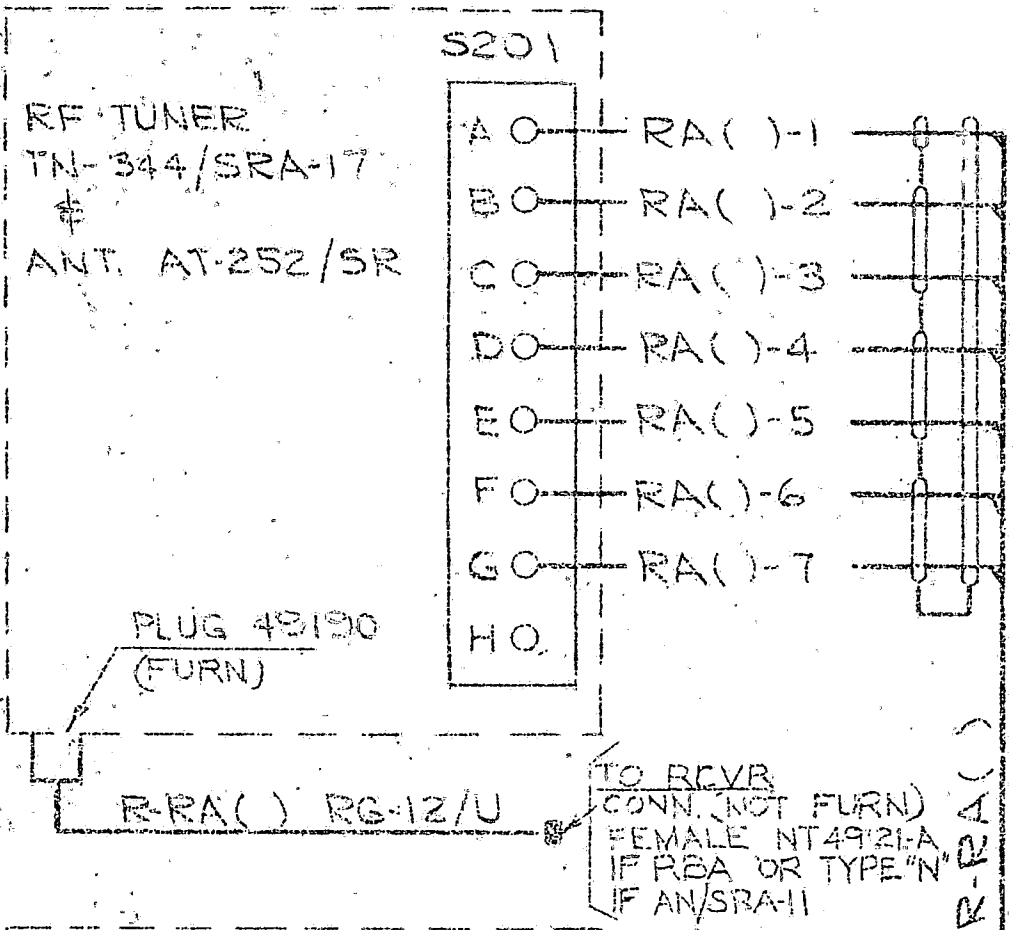 S201
RF TUNER
TN-344/SRA-17
&
ANT. AT-252/SR
A RA( )-1
B RA( )-2
C RA( )-3
D RA( )-4
E RA( )-5
F RA( )-6
G RA( )-7
H
PLUG 49190
(FURN)
R-RA( ) RG-12/U
TO RCVR
CONN. (NOT FURN)
FEMALE NT49121-A
IF RBA OR TYPE "N"
IF AN/SRA-11
R-RA( )